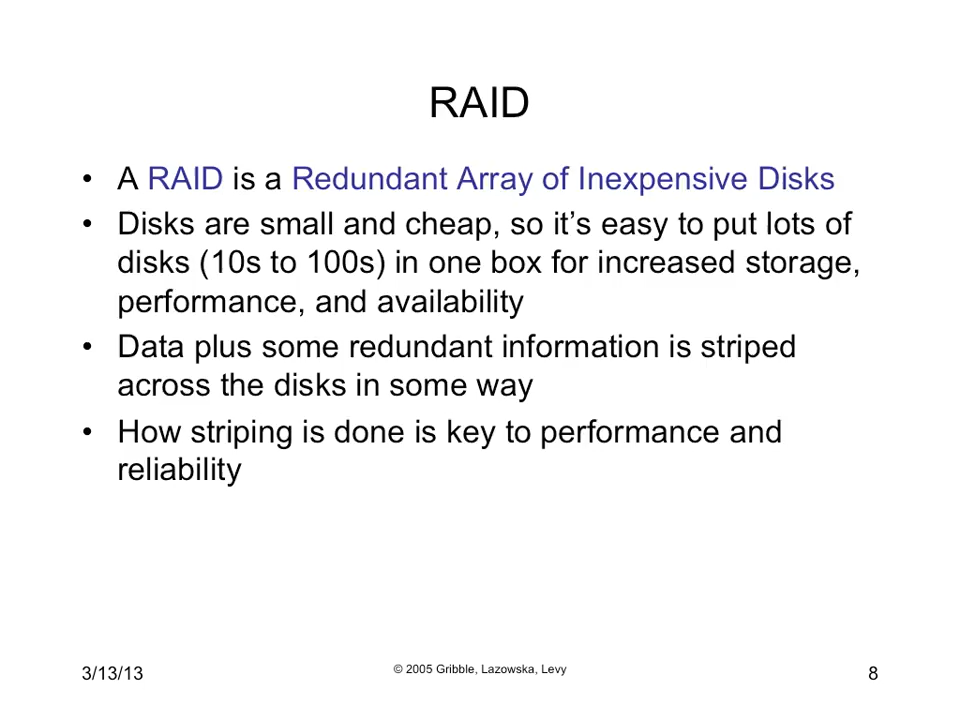 RAID
• A RAID is a Redundant Array of Inexpensive Disks
• Disks are small and cheap, so it’s easy to put lots of
disks (10s to 100s) in one box for increased storage,
performance, and availability
• Data plus some redundant information is striped
across the disks in some way
• How striping is done is key to performance and
reliability
3/13/13
© 2005 Gribble, Lazowska, Levy
8